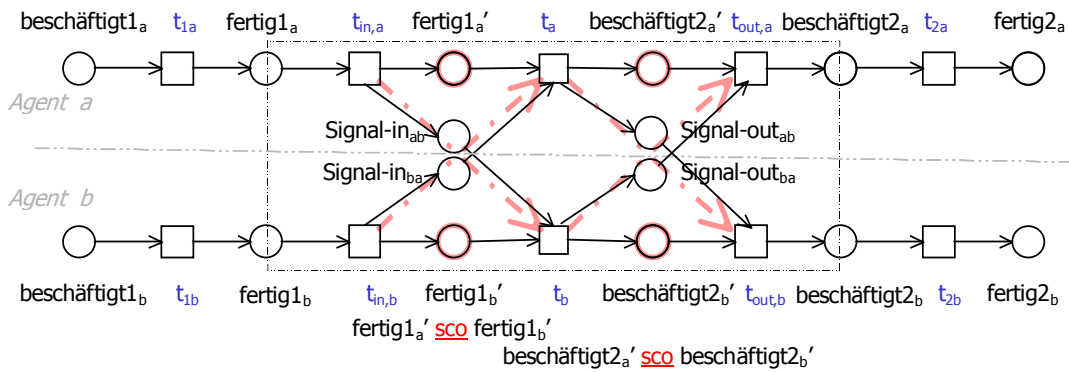 beschäftigt1a t1a fertig1a tin,a fertig1a′ ta beschäftigt2a′ tout,a beschäftigt2a t2a fertig2a
Agent a
Signal-inab Signal-outab
Signal-inba Signal-outba
Agent b
beschäftigt1b t1b fertig1b tin,b fertig1b′ tb beschäftigt2b′ tout,b beschäftigt2b t2b fertig2b
fertig1a′ sco fertig1b′
beschäftigt2a′ sco beschäftigt2b′